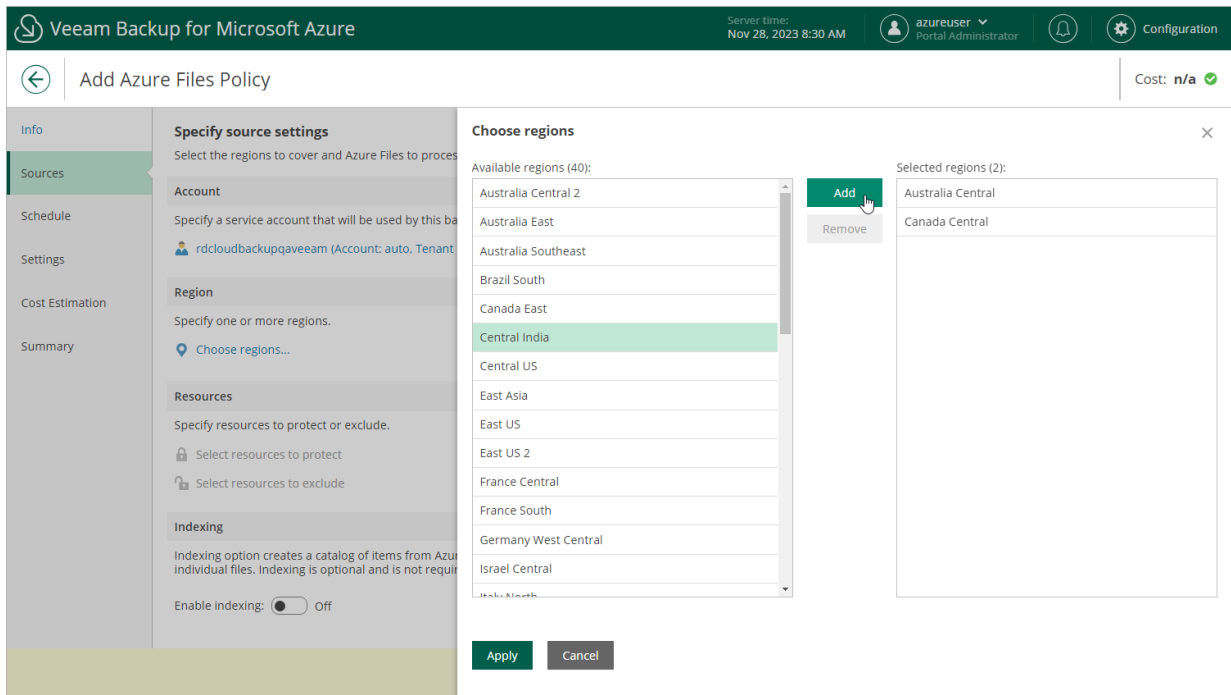 Veeam Backup for Microsoft Azure
Server time:
Nov 28, 2023 8:30 AM
azureuser
Portal Administrator
Configuration
Add Azure Files Policy
Cost: n/a
Info
Sources
Schedule
Settings
Cost Estimation
Summary
Specify source settings
Select the regions to cover and Azure Files to proces
Account
Specify a service account that will be used by this ba
rdcloudbackupqaveeam (Account: auto, Tenant
Region
Specify one or more regions.
Choose regions...
Resources
Specify resources to protect or exclude.
Select resources to protect
Select resources to exclude
Indexing
Indexing option creates a catalog of items from Azur
individual files. Indexing is optional and is not requir
Enable indexing: Off
Choose regions
Available regions (40):
Australia Central 2
Australia East
Australia Southeast
Brazil South
Canada East
Central India
Central US
East Asia
East US
East US 2
France Central
France South
Germany West Central
Israel Central
Italy North
Add
Remove
Selected regions (2):
Australia Central
Canada Central
Apply
Cancel